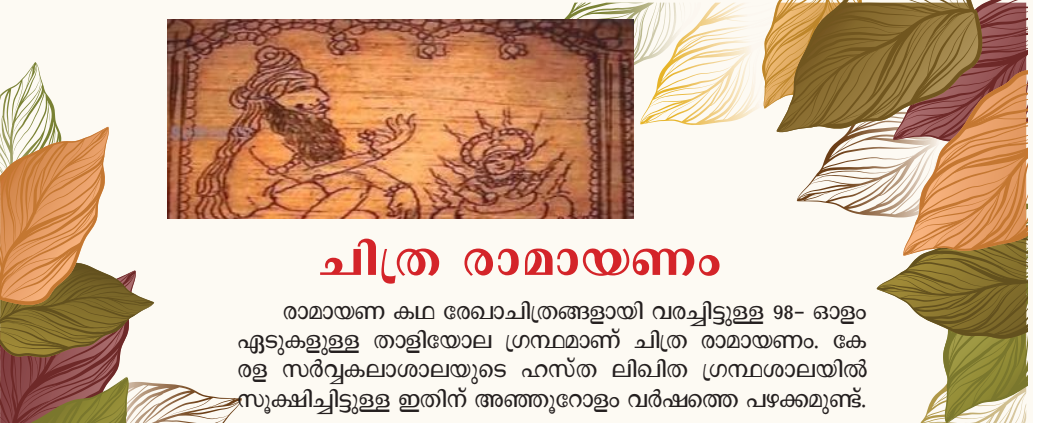 ചിത്ര രാമായണം
രാമായണ കഥ രേഖാചിത്രങ്ങളായി വരച്ചിട്ടുള്ള 98- ഓളം
ഏടുകളുള്ള താളിയോല ഗ്രന്ഥമാണ് ചിത്ര രാമായണം. കേ
രള സർവ്വകലാശാലയുടെ ഹസ്ത ലിഖിത ഗ്രന്ഥശാലയിൽ
സൂക്ഷിച്ചിട്ടുള്ള ഇതിന് അഞ്ഞൂറോളം വർഷത്തെ പഴക്കമുണ്ട്.